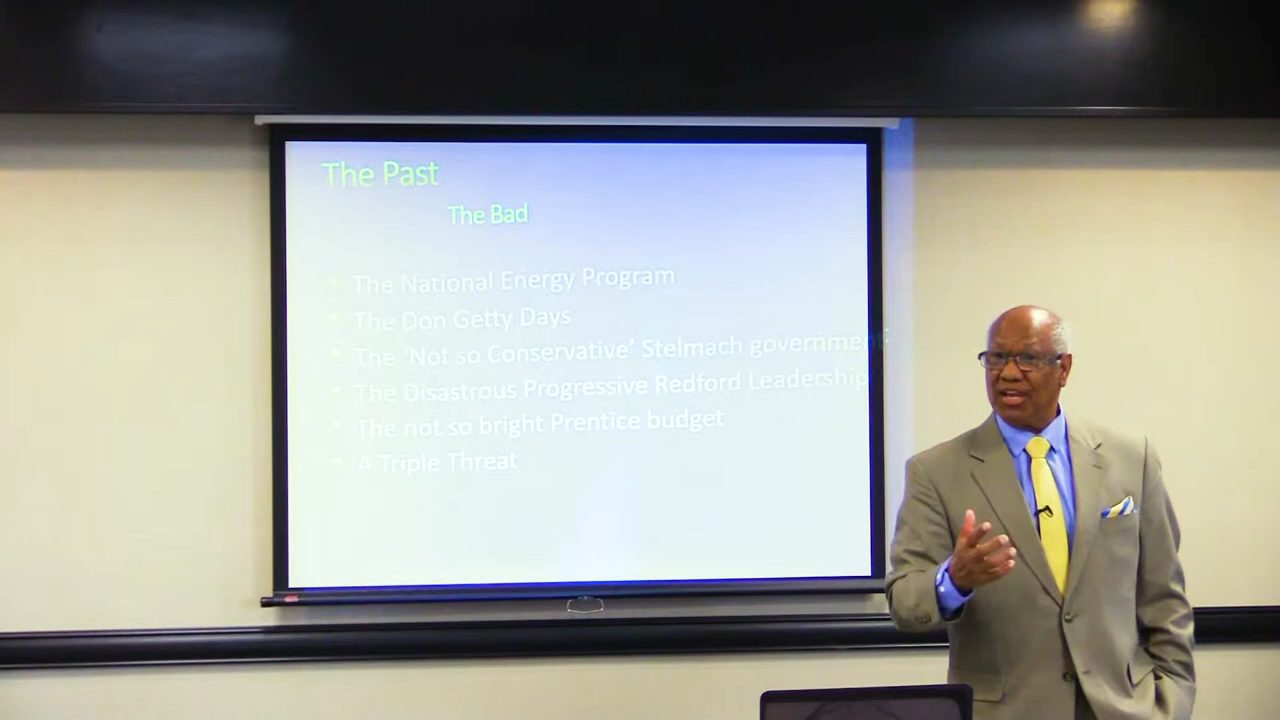 The Past
The Bad
The National Energy Program
The Don Getty Days
The 'Not so Conservative' Stelmach government
The Disastrous Progressive Redford Leadership
The not so bright Prentice budget
A Triple Threat